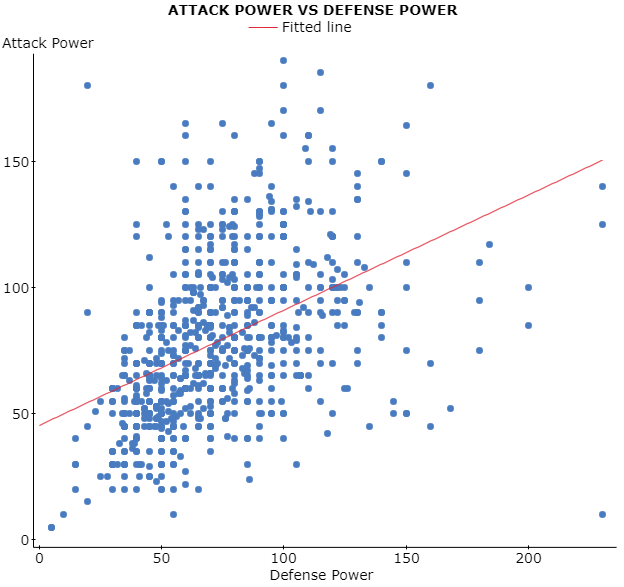 ATTACK POWER VS DEFENSE POWER
Fitted line
Attack Power
150
100
50
0
0 50 100 150 200
Defense Power